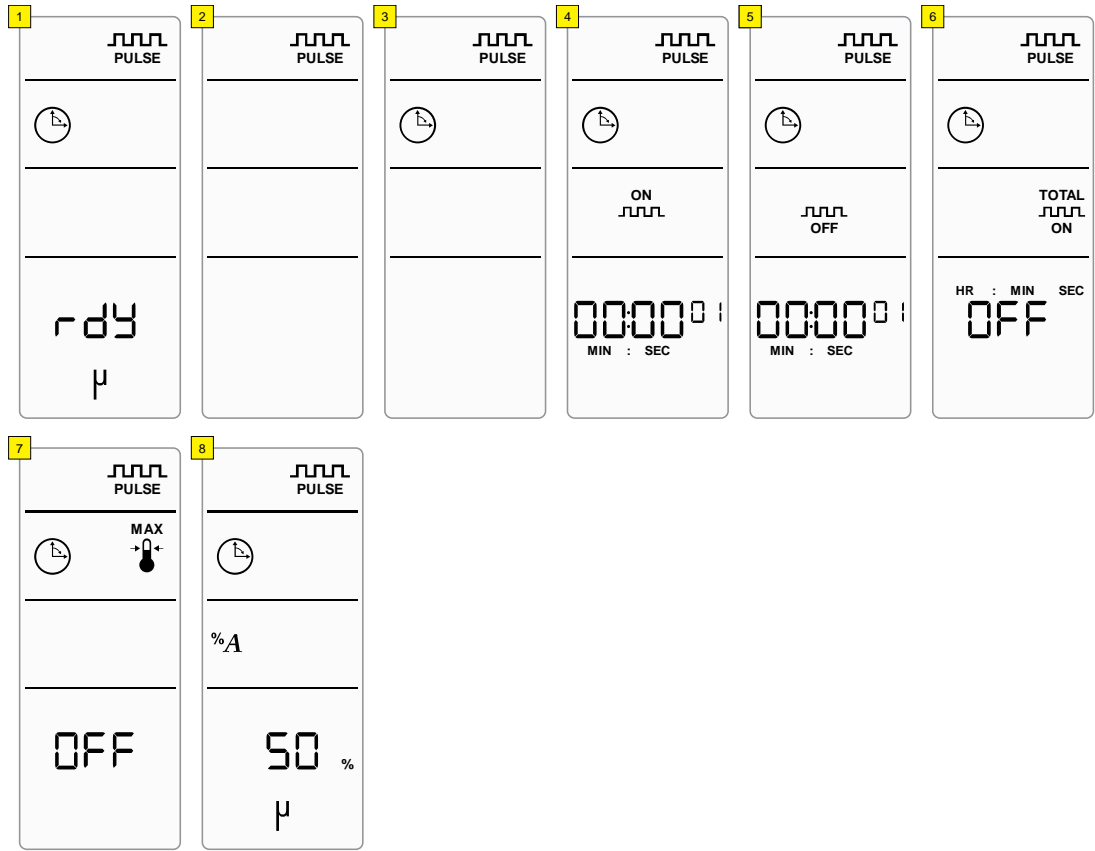 1
PULSE
rdY
µ
2
PULSE
3
PULSE
4
PULSE
ON
00:00 01
MIN : SEC
5
PULSE
OFF
00:00 01
MIN : SEC
6
PULSE
TOTAL
ON
HR : MIN SEC
OFF
7
PULSE
MAX
OFF
8
PULSE
%A
50 %
µ